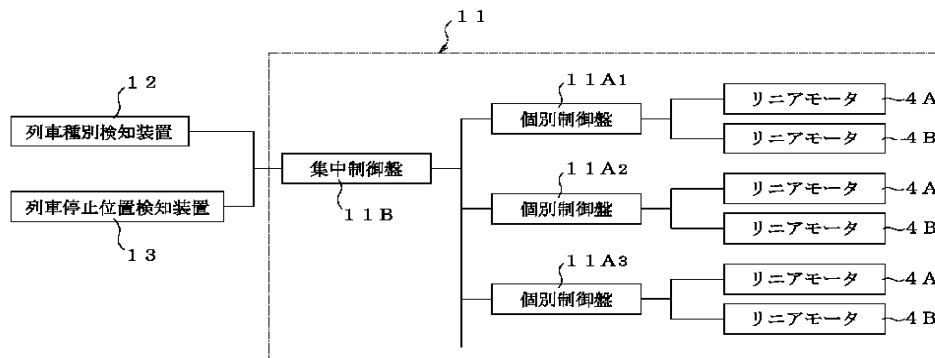 １１
１２
列車種別検知装置
列車停止位置検知装置
１３
集中制御盤
１１B
１１A1
個別制御盤
リニアモータ
4A
リニアモータ
4B
１１A2
個別制御盤
リニアモータ
4A
リニアモータ
4B
１１A3
個別制御盤
リニアモータ
4A
リニアモータ
4B